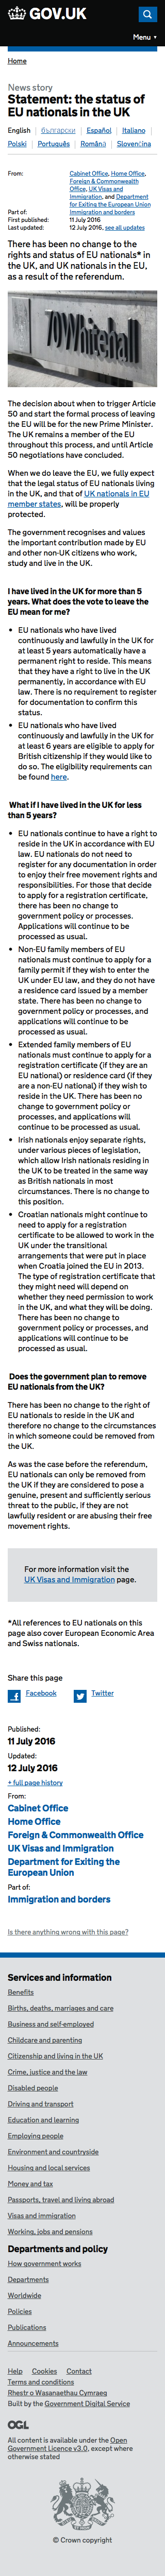 GOV.UK
Menu ▼
Home
News story
Statement: the status of
EU nationals in the UK
English | български | Español | Italiano
Polski | Português | Română | Slovenčina
From: Cabinet Office, Home Office,
Foreign & Commonwealth
Office, UK Visas and
Immigration, and Department
for Exiting the European Union
Part of: Immigration and borders
First published: 11 July 2016
Last updated: 12 July 2016, see all updates
There has been no change to the
rights and status of EU nationals* in
the UK, and UK nationals in the EU,
as a result of the referendum.
The decision about when to trigger Article
50 and start the formal process of leaving
the EU will be for the new Prime Minister.
The UK remains a member of the EU
throughout this process, and until Article
50 negotiations have concluded.
When we do leave the EU, we fully expect
that the legal status of EU nationals living
in the UK, and that of UK nationals in EU
member states, will be properly
protected.
The government recognises and values
the important contribution made by EU
and other non-UK citizens who work,
study and live in the UK.
I have lived in the UK for more than 5
years. What does the vote to leave the
EU mean for me?
• EU nationals who have lived
continuously and lawfully in the UK for
at least 5 years automatically have a
permanent right to reside. This means
that they have a right to live in the UK
permanently, in accordance with EU
law. There is no requirement to register
for documentation to confirm this
status.
• EU nationals who have lived
continuously and lawfully in the UK for
at least 6 years are eligible to apply for
British citizenship if they would like to
do so. The eligibility requirements can
be found here.
What if I have lived in the UK for less
than 5 years?
• EU nationals continue to have a right to
reside in the UK in accordance with EU
law. EU nationals do not need to
register for any documentation in order
to enjoy their free movement rights and
responsibilities. For those that decide
to apply for a registration certificate,
there has been no change to
government policy or processes.
Applications will continue to be
processed as usual.
• Non-EU family members of EU
nationals must continue to apply for a
family permit if they wish to enter the
UK under EU law, and they do not have
a residence card issued by a member
state. There has been no change to
government policy or processes, and
applications will continue to be
processed as usual.
• Extended family members of EU
nationals must continue to apply for a
registration certificate (if they are an
EU national) or a residence card (if they
are a non-EU national) if they wish to
reside in the UK. There has been no
change to government policy or
processes, and applications will
continue to be processed as usual.
• Irish nationals enjoy separate rights,
under various pieces of legislation,
which allow Irish nationals residing in
the UK to be treated in the same way
as British nationals in most
circumstances. There is no change to
this position.
• Croatian nationals might continue to
need to apply for a registration
certificate to be allowed to work in the
UK under the transitional
arrangements that were put in place
when Croatia joined the EU in 2013.
The type of registration certificate that
they might need will depend on
whether they need permission to work
in the UK, and what they will be doing.
There has been no change to
government policy or processes, and
applications will continue to be
processed as usual.
Does the government plan to remove
EU nationals from the UK?
There has been no change to the right of
EU nationals to reside in the UK and
therefore no change to the circumstances
in which someone could be removed from
the UK.
As was the case before the referendum,
EU nationals can only be removed from
the UK if they are considered to pose a
genuine, present and sufficiently serious
threat to the public, if they are not
lawfully resident or are abusing their free
movement rights.
For more information visit the
UK Visas and Immigration page.
*All references to EU nationals on this
page also cover European Economic Area
and Swiss nationals.
Share this page
Facebook Twitter
Published:
11 July 2016
Updated:
12 July 2016
+ full page history
From:
Cabinet Office
Home Office
Foreign & Commonwealth Office
UK Visas and Immigration
Department for Exiting the
European Union
Part of:
Immigration and borders
Is there anything wrong with this page?
Services and information
Benefits
Births, deaths, marriages and care
Business and self-employed
Childcare and parenting
Citizenship and living in the UK
Crime, justice and the law
Disabled people
Driving and transport
Education and learning
Employing people
Environment and countryside
Housing and local services
Money and tax
Passports, travel and living abroad
Visas and immigration
Working, jobs and pensions
Departments and policy
How government works
Departments
Worldwide
Policies
Publications
Announcements
Help Cookies Contact
Terms and conditions
Rhestr o Wasanaethau Cymraeg
Built by the Government Digital Service
OGL
All content is available under the Open
Government Licence v3.0, except where
otherwise stated
© Crown copyright